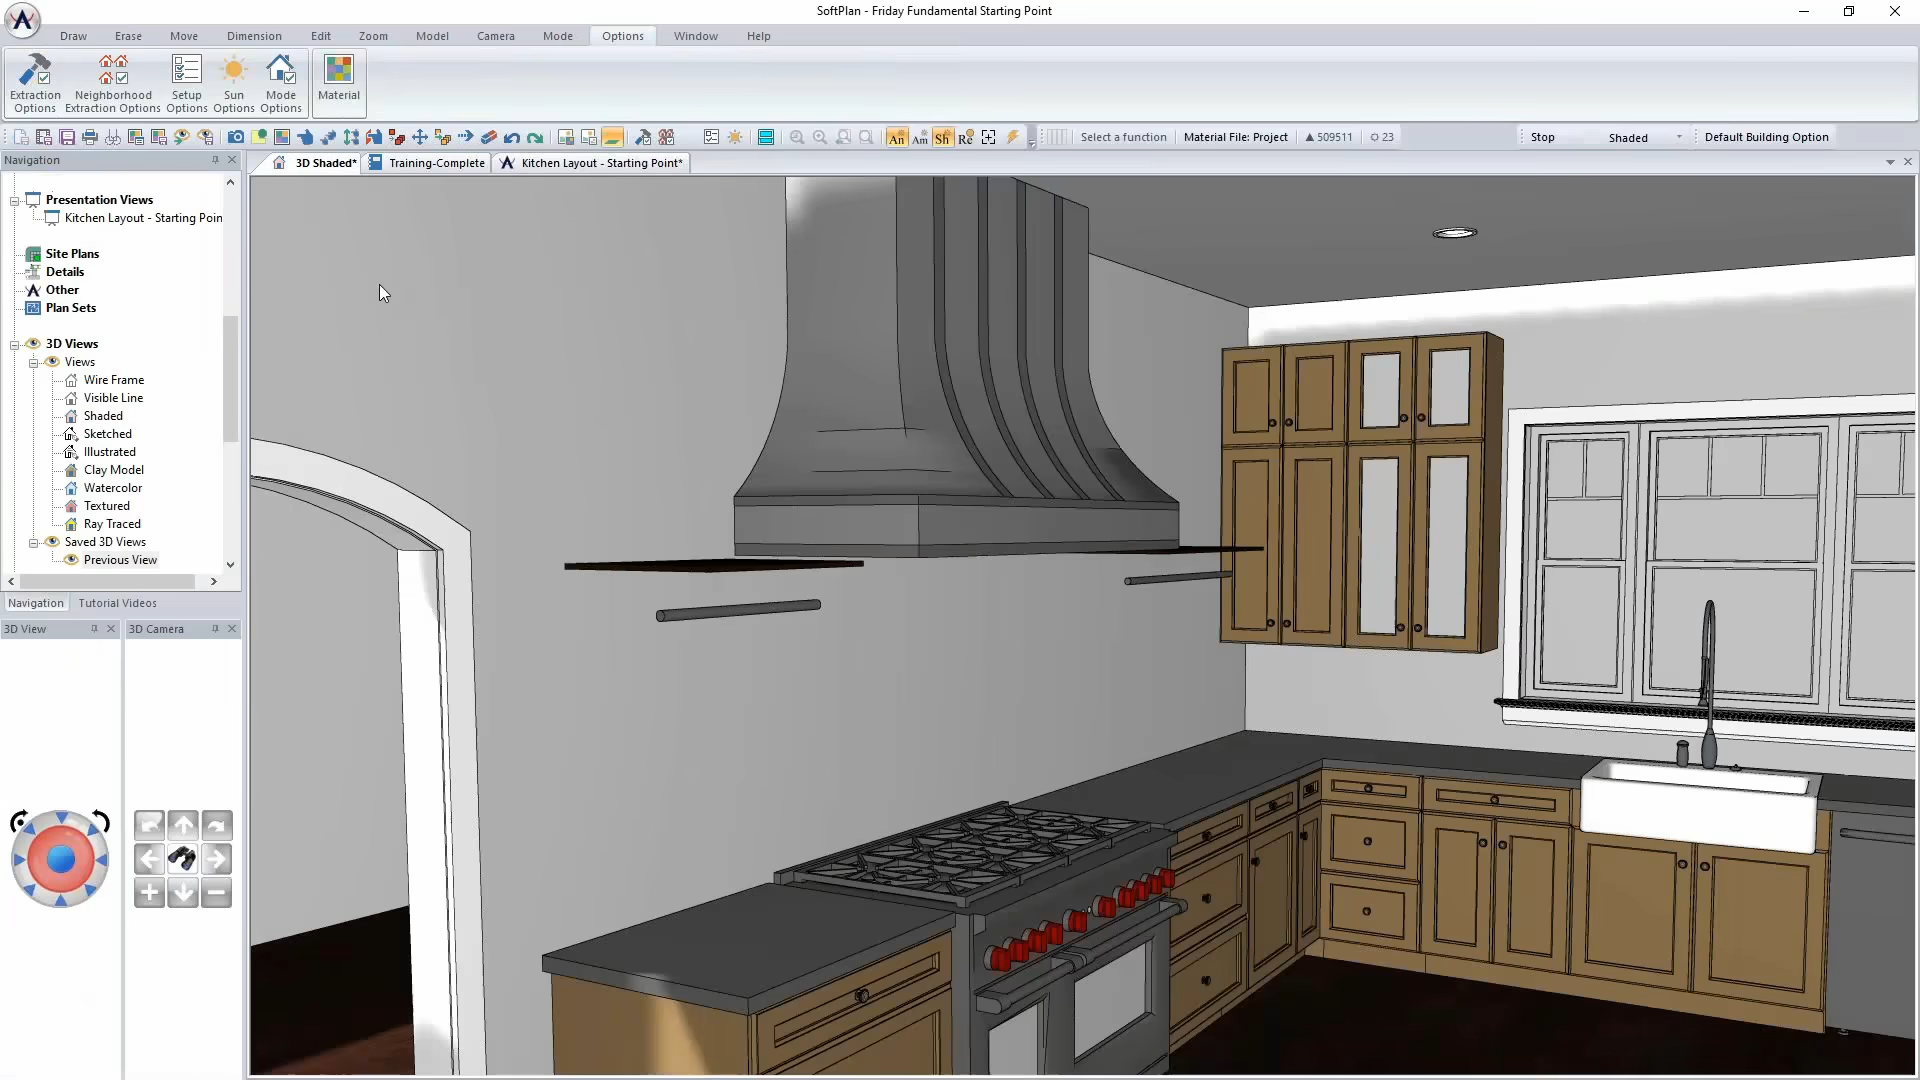 SoftPlan - Friday Fundamental Starting Point
Draw Erase Move Dimension Edit Zoom Model Camera Mode Options Window Help
Extraction Options
Neighborhood Extraction Options
Setup Options
Sun Options
Mode Options
Material
An Am Sh Re
Select a function
Material File: Project
509511
23
Stop
Shaded
Default Building Option
Navigation
3D Shaded*
Training-Complete
Kitchen Layout - Starting Point*
Presentation Views
Kitchen Layout - Starting Poin
Site Plans
Details
Other
Plan Sets
3D Views
Views
Wire Frame
Visible Line
Shaded
Sketched
Illustrated
Clay Model
Watercolor
Textured
Ray Traced
Saved 3D Views
Previous View
Navigation
Tutorial Videos
3D View
3D Camera